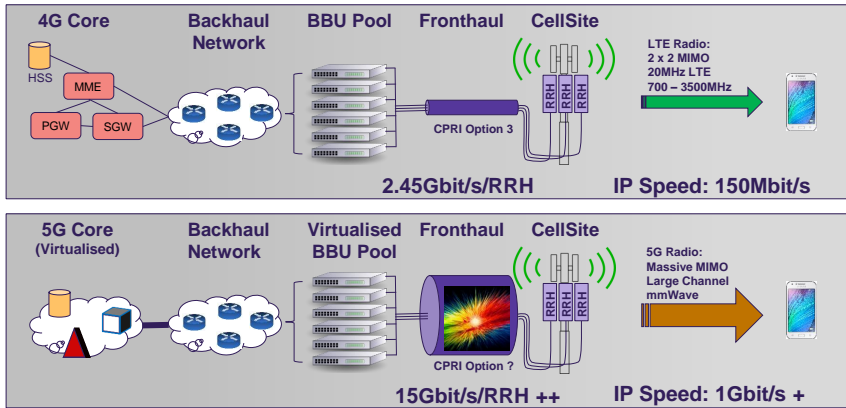 4G Core
Backhaul
Network
BBU Pool
Fronthaul
CellSite
HSS
MME
PGW
SGW
CPRI Option 3
RRH
RRH
RRH
LTE Radio:
2 x 2 MIMO
20MHz LTE
700 – 3500MHz
2.45Gbit/s/RRH
IP Speed: 150Mbit/s
5G Core
(Virtualised)
Backhaul
Network
Virtualised
BBU Pool
Fronthaul
CellSite
RRH
RRH
RRH
CPRI Option ?
5G Radio:
Massive MIMO
Large Channel
mmWave
15Gbit/s/RRH ++
IP Speed: 1Gbit/s +